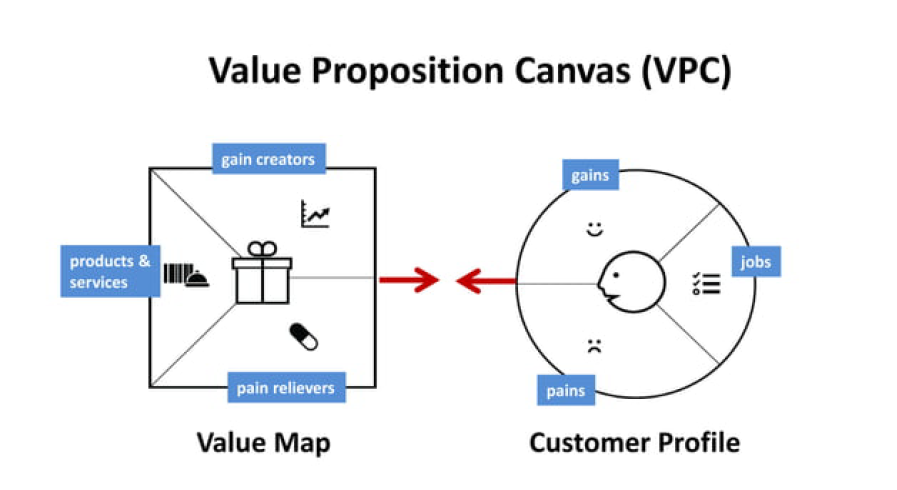 Value Proposition Canvas (VPC)
gain creators
products &
services
pain relievers
Value Map
gains
jobs
pains
Customer Profile